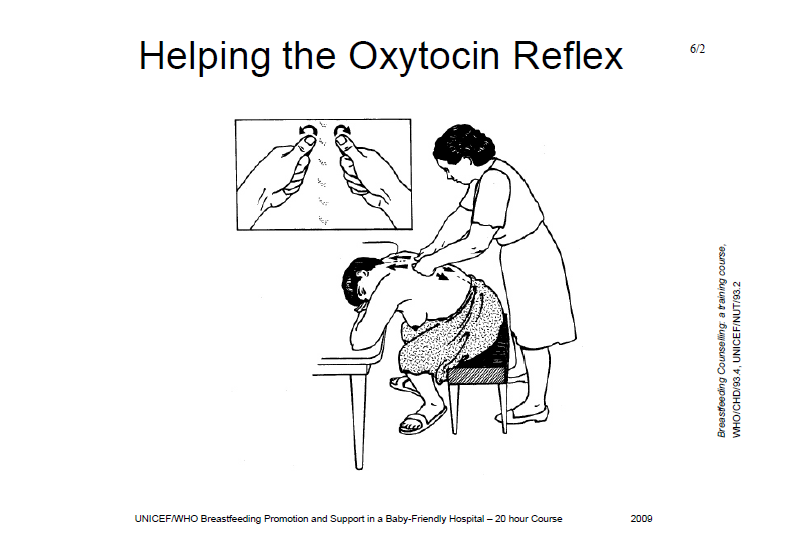 Helping the Oxytocin Reflex
6/2
Breastfeeding Counselling: a training course,
WHO/CHD/93.4, UNICEF/NUT/93.2
UNICEF/WHO Breastfeeding Promotion and Support in a Baby-Friendly Hospital – 20 hour Course
2009